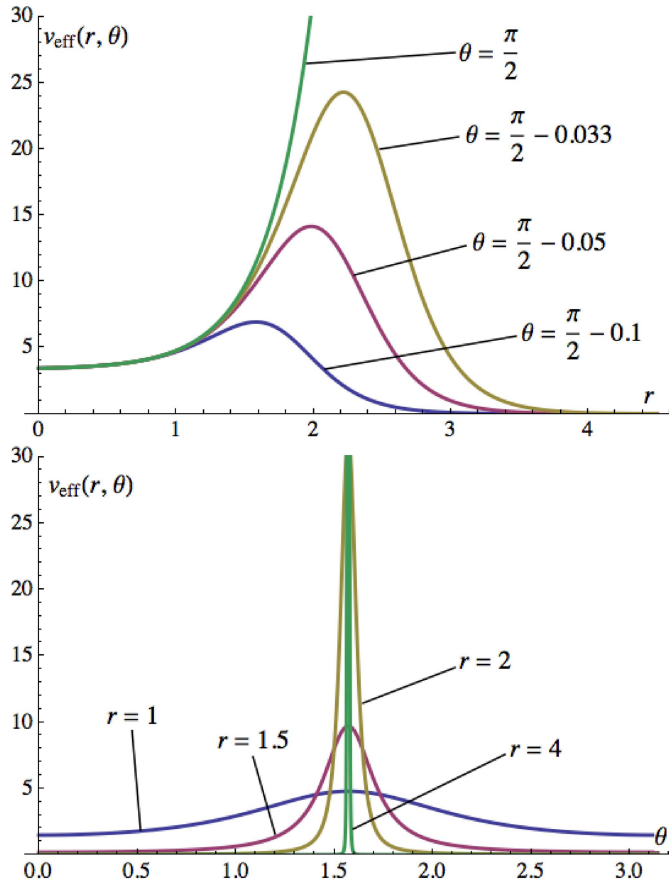 30
v_eff(r, θ)
θ = π/2
25
θ = π/2 − 0.033
20
15
θ = π/2 − 0.05
10
θ = π/2 − 0.1
5
r
0 1 2 3 4
30
v_eff(r, θ)
25
20
15
r = 2
10
r = 1 r = 1.5 r = 4
5
θ
0.0 0.5 1.0 1.5 2.0 2.5 3.0